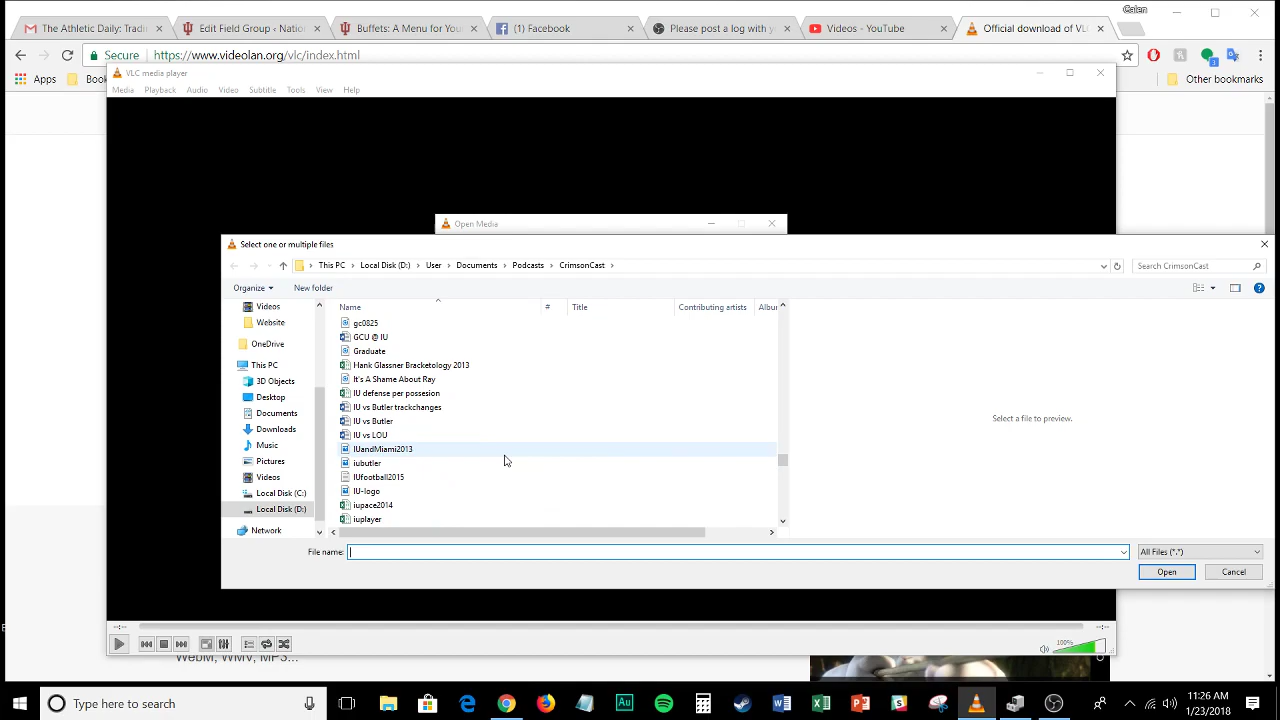 Galen
The Athletic Daily: Tradi
Edit Field Group ‹ Natio
Buffets: A Menu for You
(1) Facebook
Please post a log with y
Videos - YouTube
Official download of VL
Secure
https://www.videolan.org/vlc/index.html
3
Apps
Book
Other bookmarks
VLC media player
Media Playback Audio Video Subtitle Tools View Help
Open Media
Select one or multiple files
This PC › Local Disk (D:) › User › Documents › Podcasts › CrimsonCast ›
Search CrimsonCast
Organize
New folder
Videos
Website
OneDrive
This PC
3D Objects
Desktop
Documents
Downloads
Music
Pictures
Videos
Local Disk (C:)
Local Disk (D:)
Network
Name # Title Contributing artists Albu
gc0825
GCU @ IU
Graduate
Hank Glassner Bracketology 2013
It's A Shame About Ray
IU defense per possesion
IU vs Butler trackchanges
IU vs Butler
IU vs LOU
IUandMiami2013
iubutler
IUfootball2015
IU-logo
iupace2014
iuplayer
Select a file to preview.
File name:
All Files (*.*)
Open
Cancel
--:--
--:--
100%
WebM, WMV, MP3...
Type here to search
11:26 AM
1/23/2018